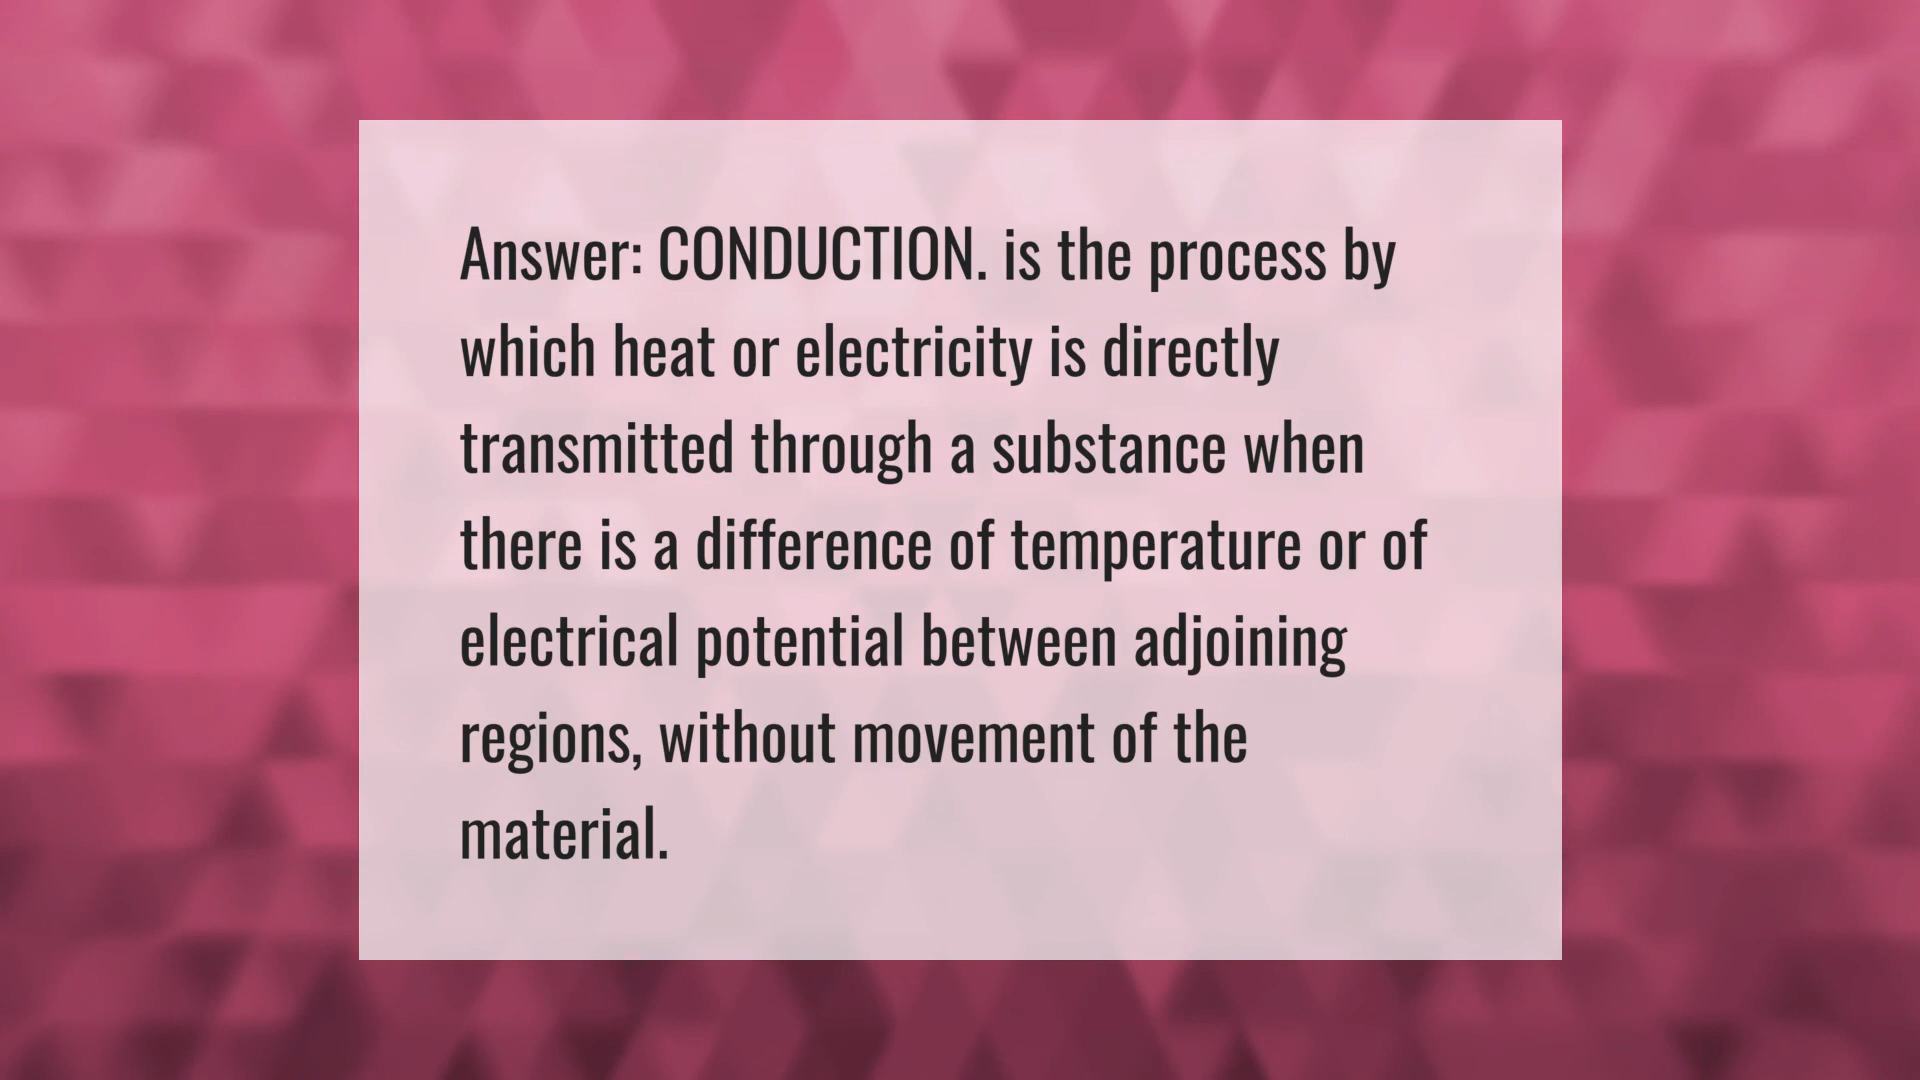 Answer: CONDUCTION. is the process by
which heat or electricity is directly
transmitted through a substance when
there is a difference of temperature or of
electrical potential between adjoining
regions, without movement of the
material.